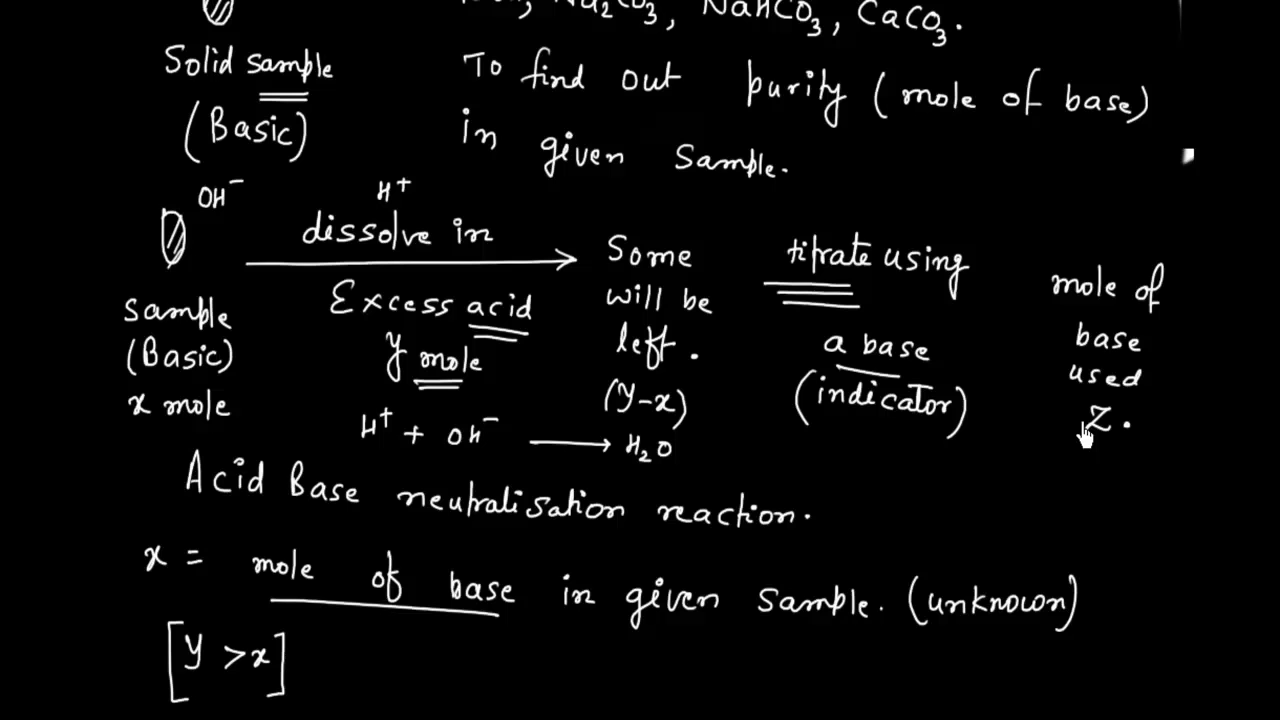 Na2CO3, NaHCO3, CaCO3.
Solid sample
(Basic)
To find out purity (mole of base)
in given sample.
OH-
H+
dissolve in
Excess acid
y mole
sample
(Basic)
x mole
Some
will be
left.
(y-x)
titrate using
a base
(indicator)
mole of
base
used
Z.
H+ + OH- → H2O
Acid Base neutralisation reaction.
x = mole of base in given sample. (unknown)
[y > x]